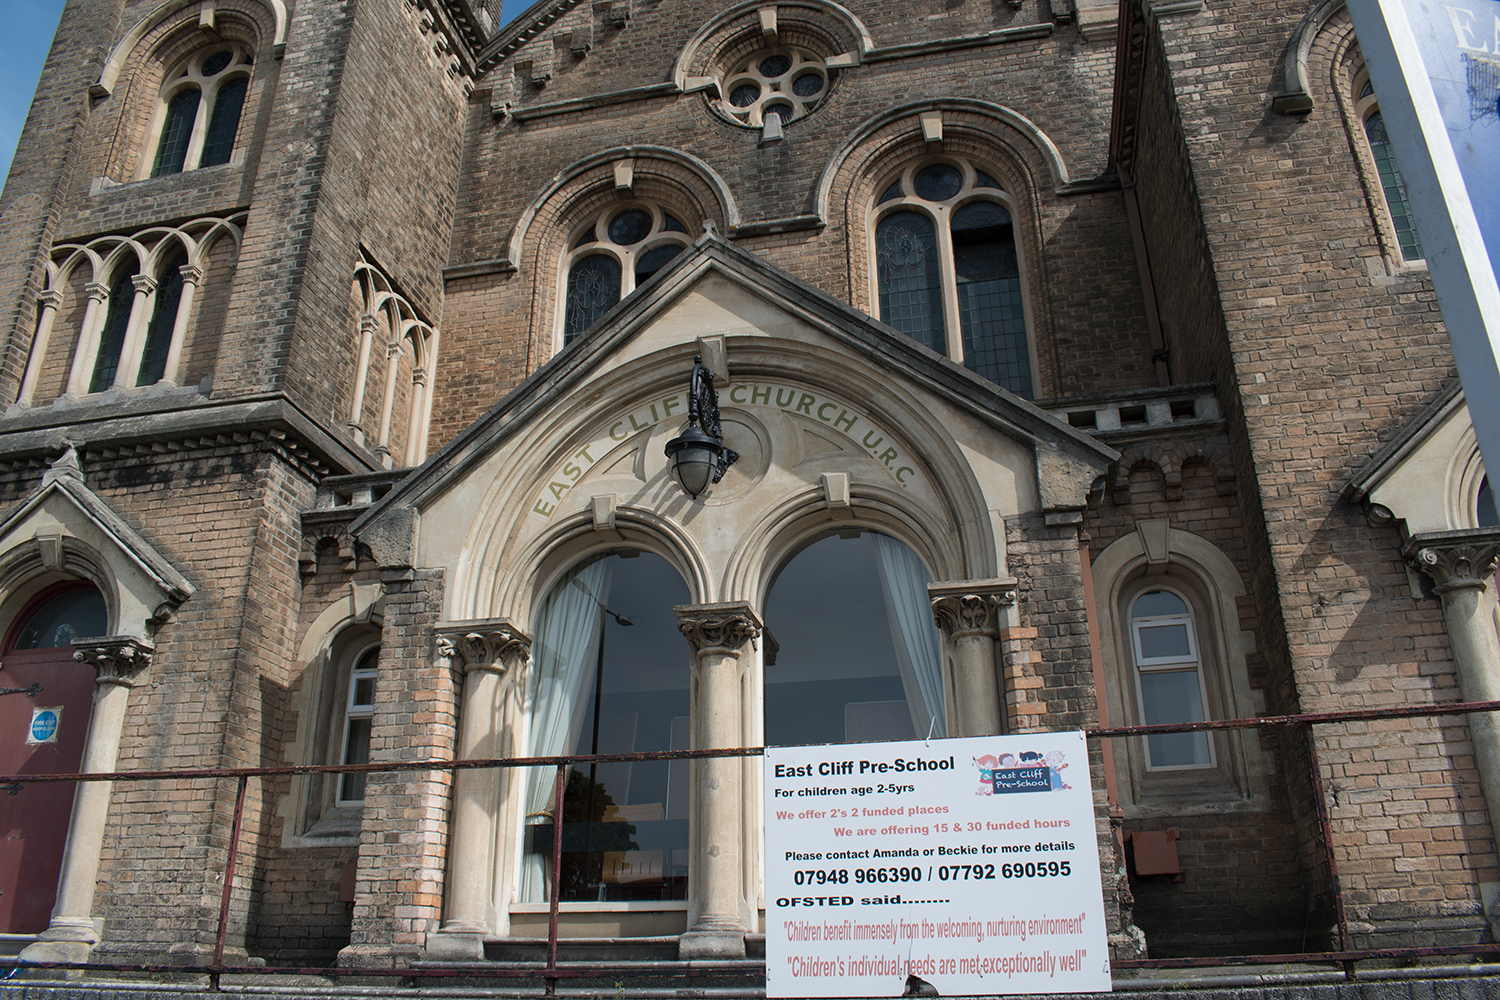 EAST CLIFF CHURCH U.R.C.
East Cliff Pre-School
For children age 2-5yrs
East Cliff
Pre-School
We offer 2's 2 funded places
We are offering 15 & 30 funded hours
Please contact Amanda or Beckie for more details
07948 966390 / 07792 690595
OFSTED said........
"Children benefit immensely from the welcoming, nurturing environment"
"Children's individual needs are met exceptionally well"